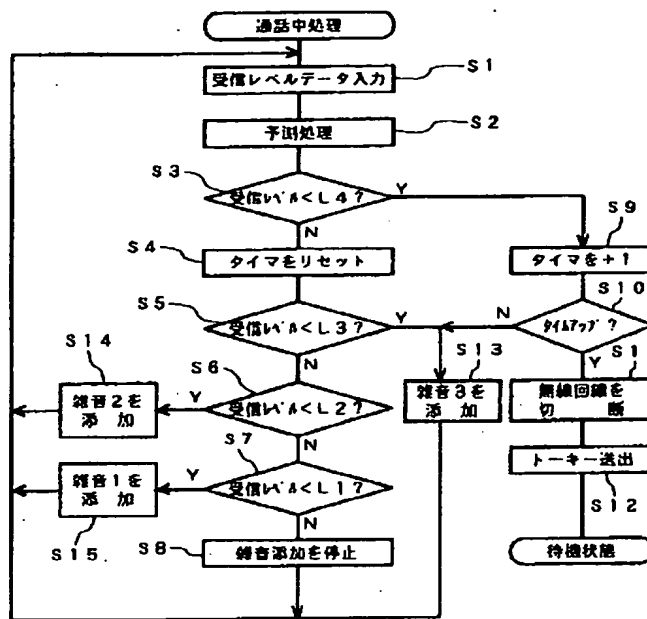 通話中処理
受信レベルデータ入力
S1
予測処理
S2
S3
受信レベル<L4?
Y
N
S9
S4
タイマをリセット
タイマを+1
S10
S5
受信レベル<L3?
Y
N
タイムアップ?
Y
N
S14
S6
S13
S1
雑音2を
添加
Y
受信レベル<L2?
N
雑音3を
添加
無線回線を
切断
S7
雑音1を
添加
Y
受信レベル<L1?
N
トーキー送出
S12
S15
S8
雑音添加を停止
待機状態